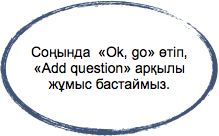 Соңында «Ok, go» өтіп,
«Add question» арқылы
жұмыс бастаймыз.